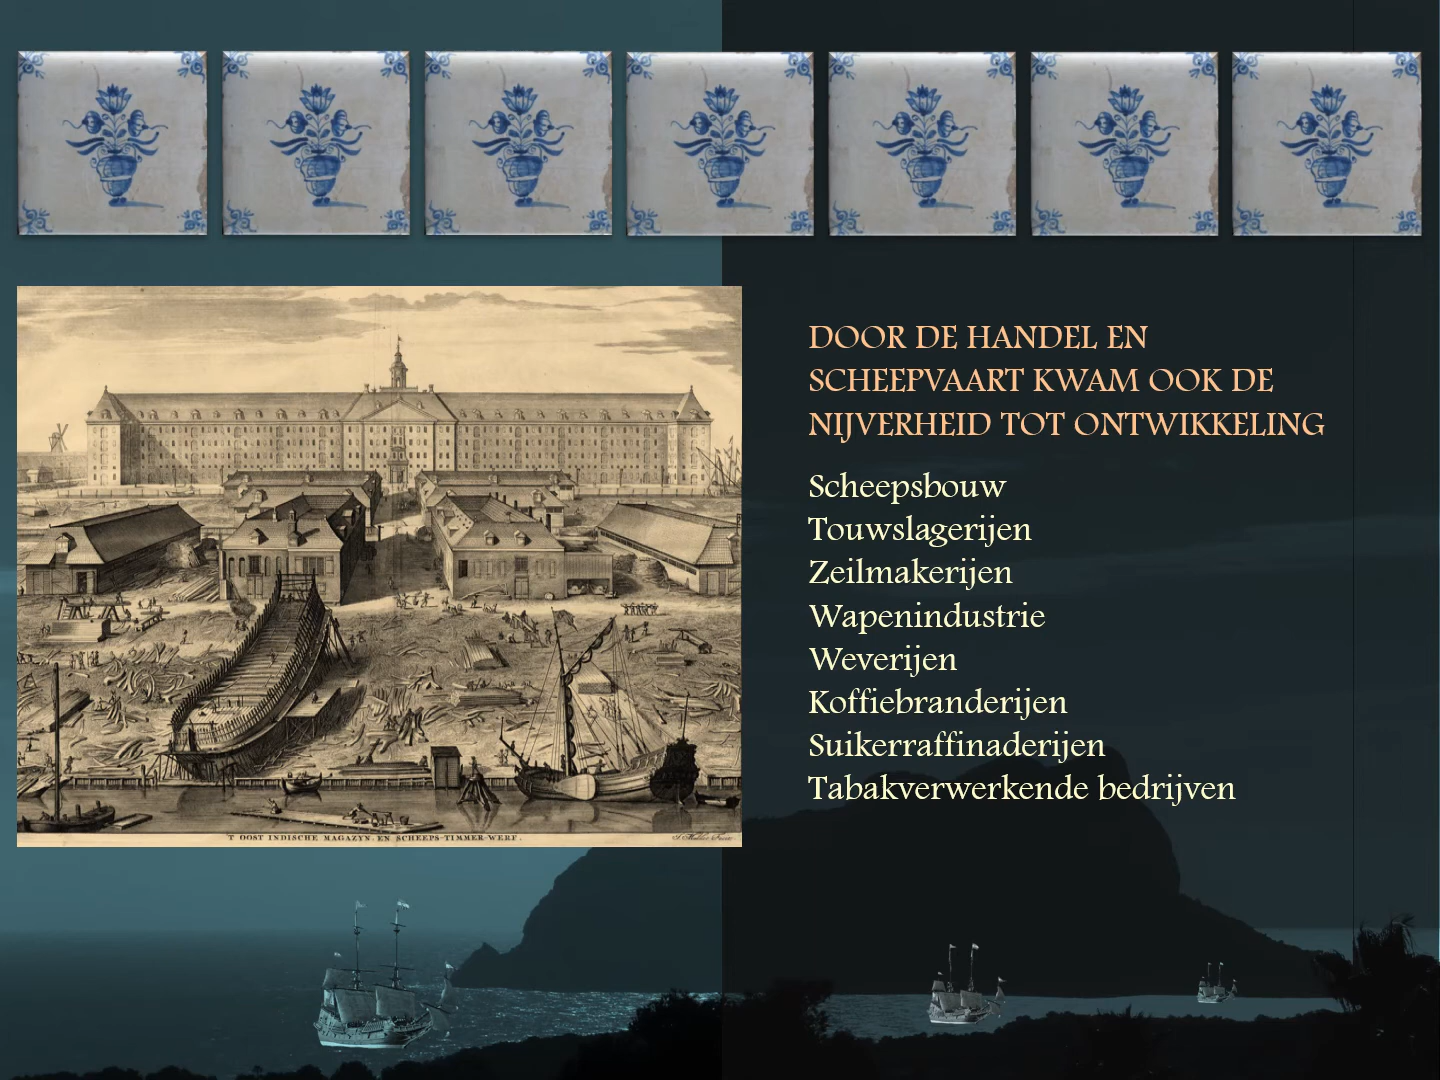 DOOR DE HANDEL EN
SCHEEPVAART KWAM OOK DE
NIJVERHEID TOT ONTWIKKELING
Scheepsbouw
Touwslagerijen
Zeilmakerijen
Wapenindustrie
Weverijen
Koffiebranderijen
Suikerraffinaderijen
Tabakverwerkende bedrijven
'T OOST INDISCHE MAGAZYN, EN SCHEEPS-TIMMER-WERF.